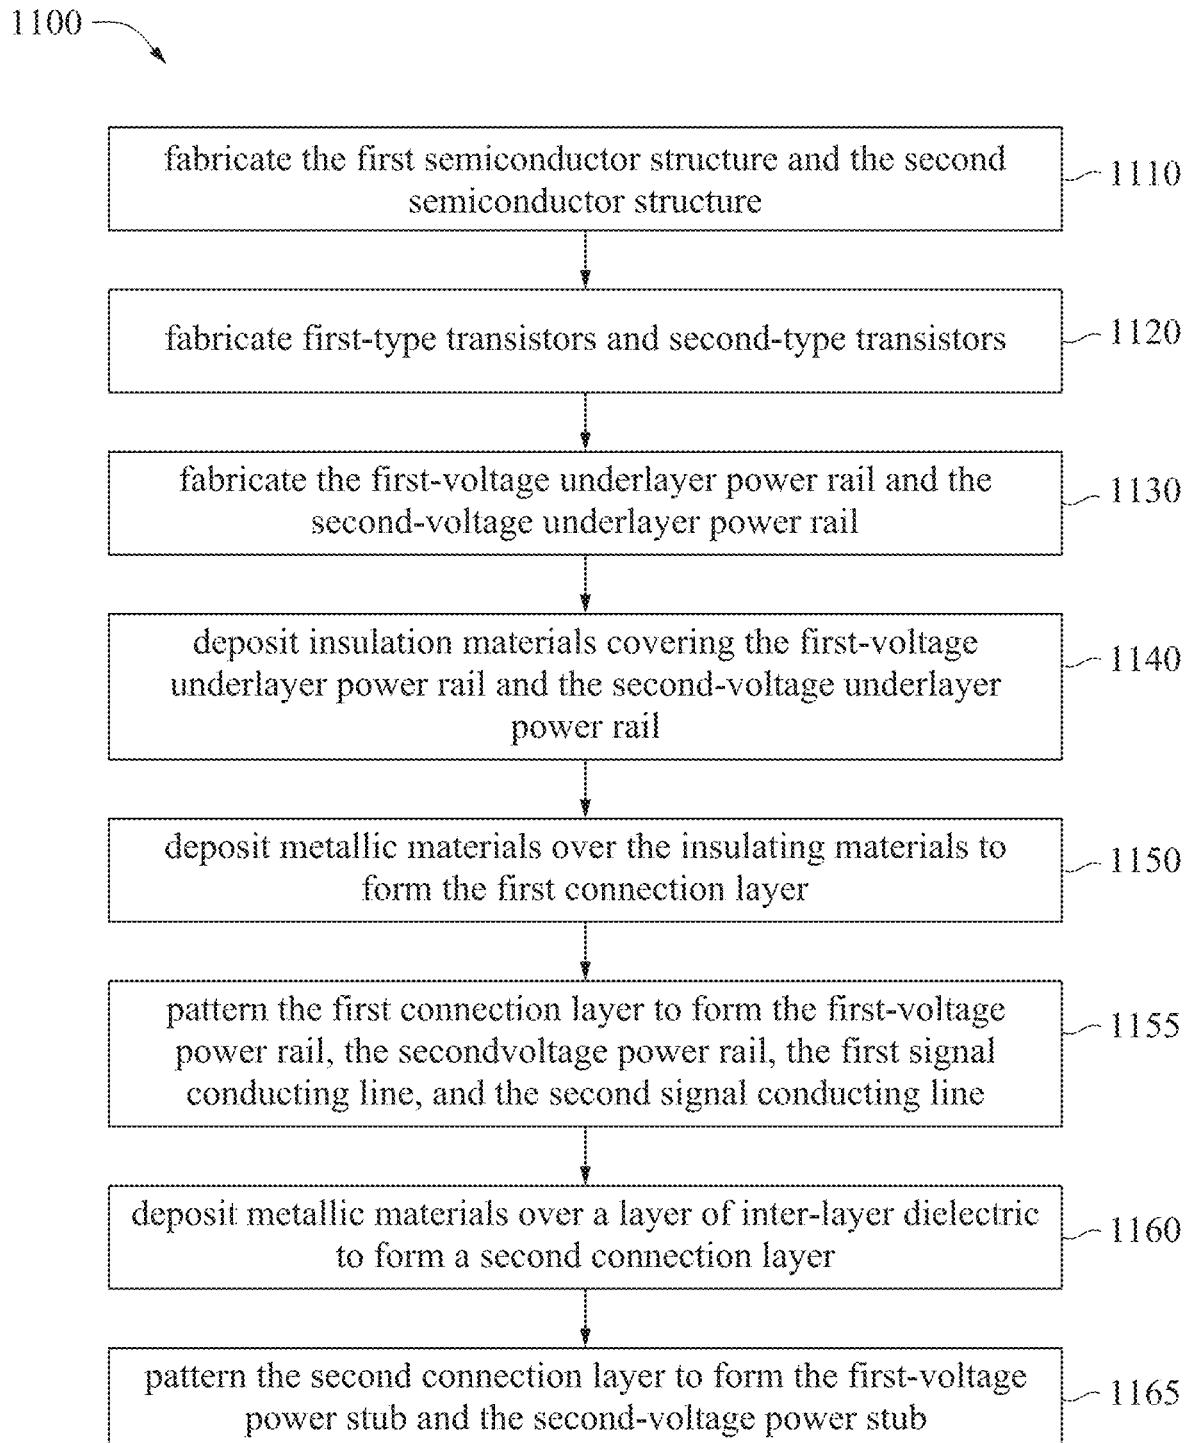 1100
fabricate the first semiconductor structure and the second
semiconductor structure
1110
fabricate first-type transistors and second-type transistors
1120
fabricate the first-voltage underlayer power rail and the
second-voltage underlayer power rail
1130
deposit insulation materials covering the first-voltage
underlayer power rail and the second-voltage underlayer
power rail
1140
deposit metallic materials over the insulating materials to
form the first connection layer
1150
pattern the first connection layer to form the first-voltage
power rail, the secondvoltage power rail, the first signal
conducting line, and the second signal conducting line
1155
deposit metallic materials over a layer of inter-layer dielectric
to form a second connection layer
1160
pattern the second connection layer to form the first-voltage
power stub and the second-voltage power stub
1165